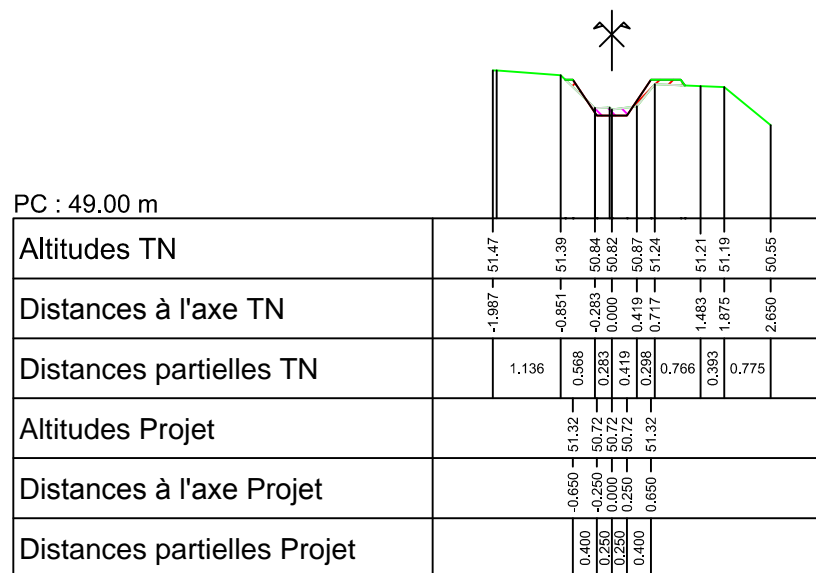 PC : 49.00 m
Altitudes TN
51.47 51.39 50.84 50.82 50.87 51.24 51.21 51.19 50.55
Distances à l'axe TN
-1.987 -0.851 -0.283 0.000 0.419 0.717 1.483 1.875 2.650
Distances partielles TN
1.136 0.568 0.283 0.419 0.298 0.766 0.393 0.775
Altitudes Projet
51.32 50.72 50.72 50.72 51.32
Distances à l'axe Projet
-0.650 -0.250 0.000 0.250 0.650
Distances partielles Projet
0.400 0.250 0.250 0.400